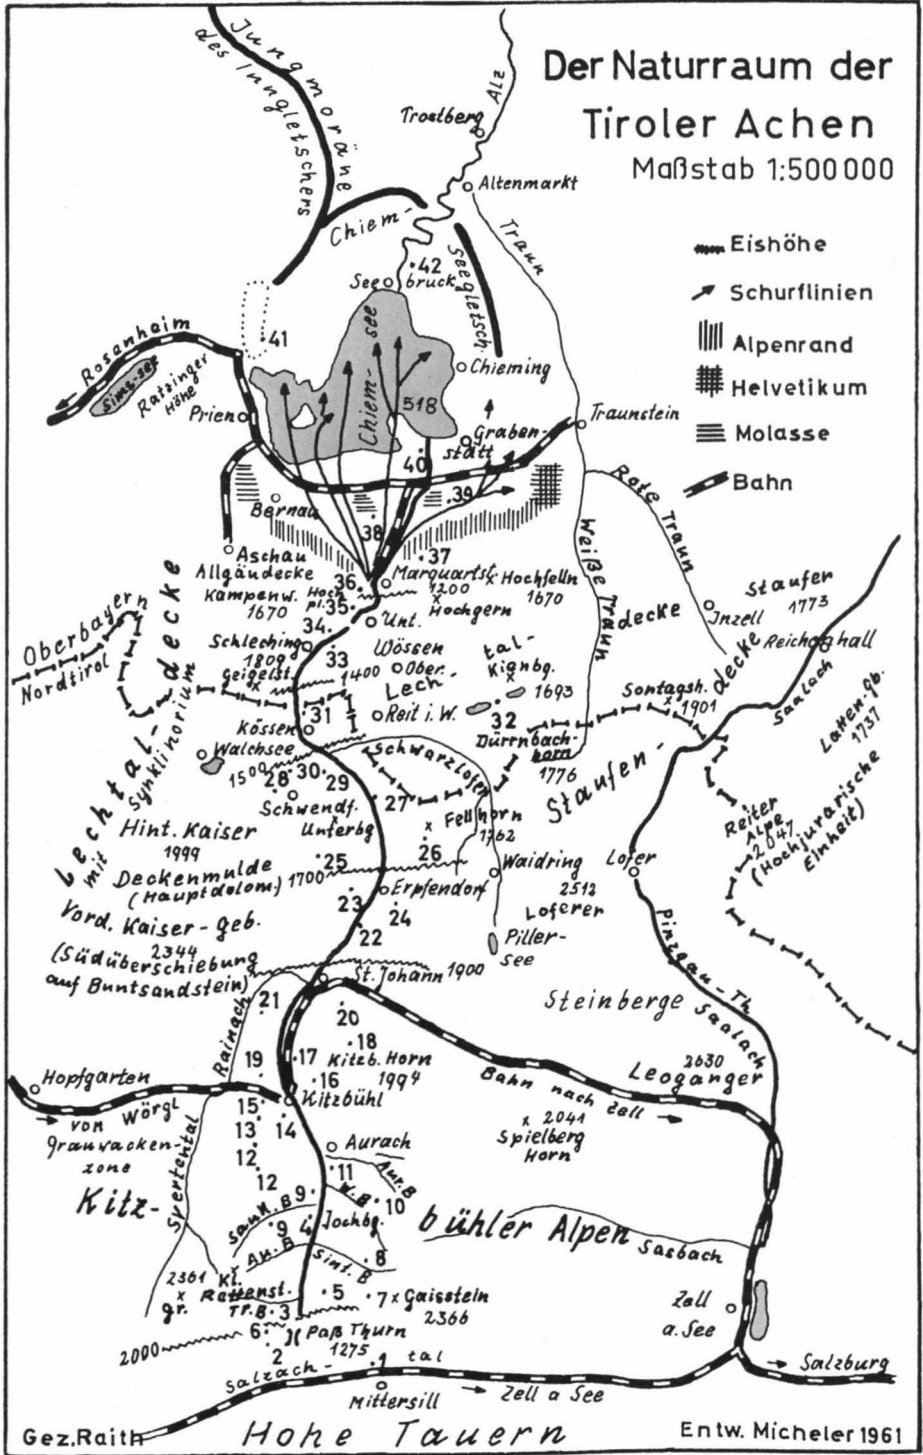 Der Naturraum der
Tiroler Achen
Maßstab 1:500 000
Eishöhe
Schurflinien
Alpenrand
Helvetikum
Molasse
Bahn
Jungmoräne
des Inngletschers
Alz
Trostberg
Altenmarkt
Traun
Chiem-
Seegletsch.
42
See bruck
41
Rosenheim
Sims-see
Ratzinger
Höhe
Prien
Chiem-see
518
Chieming
Traunstein
Graben-
stätt
40
39
Bernau
38
37
Rote Traun
Weiße Traun
Aschau
Allgäudecke
Kampenw.
1670
36
Hoch
pl.
35
Marquartst.
1200
x
Hochgern
x Hochfelln
1670
Staufen
1773
Inzell
Reichenhall
Saalach
Oberbayern
Nordtirol
34
Unt.
Schleching
1809
Geigelst.
x
33
1400
Wössen
Ober.
Lech-
tal-
decke
Kianbg.
1693
Sontagsh.
x 1901
decke
Latten-gb.
1737
Lechtal-decke
mit Synklinorium
31
Kössen
Reit i. W.
32
Dürrnbach-
horn
1776
Walchsee
1500
28
30
29
Schwarzlofer
Staufen-
Schwendt.
Unterbg
27
Fellhorn
x
1762
26
Reiter
Alpe
2047
(Hochjurarische
Einheit)
Hint. Kaiser
1999
25
Deckenmulde
(Hauptdolom.)
1700
Waidring
Lofer
Erpfendorf
2512
Loferer
23
24
Vord. Kaiser-geb.
2344
22
Piller-
see
(Südüberschiebung
auf Buntsandstein)
St. Johann
1900
Pinzgau-Th
Saalach
Steinberge
Rainach
21
20
18
19
17
Kitzb. Horn
1994
16
Hopfgarten
von Wörgl
Kitzbühl
Bahn nach Zell
2630
Leoganger
15
13
14
grauwacken-
zone
x 2041
Spielberg
Horn
12
Aurach
11
Aur. B
12
Kitz-
bühler Alpen
W. B
10
9
9
4
Jochbg.
8
Sint. B
Sasbach
2361
Kl.
x
gr.
Rettenst.
Tr. B
3
5
7 x Gaisstein
2366
6
Paß Thurn
1275
2
2000
Zell
a. See
Salzach-
tal
1
Mittersill
Zell a See
Salzburg
Hohe Tauern
Gez. Raith
Entw. Micheler 1961